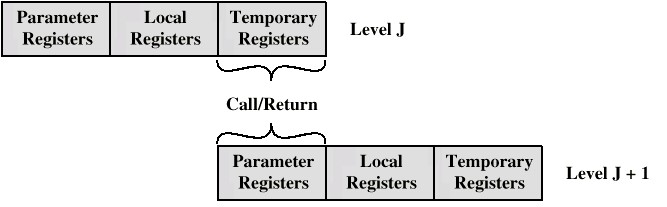 Parameter Local Temporary
Registers Registers Registers
Level J
Call/Return
Parameter Local Temporary
Registers Registers Registers
Level J + 1